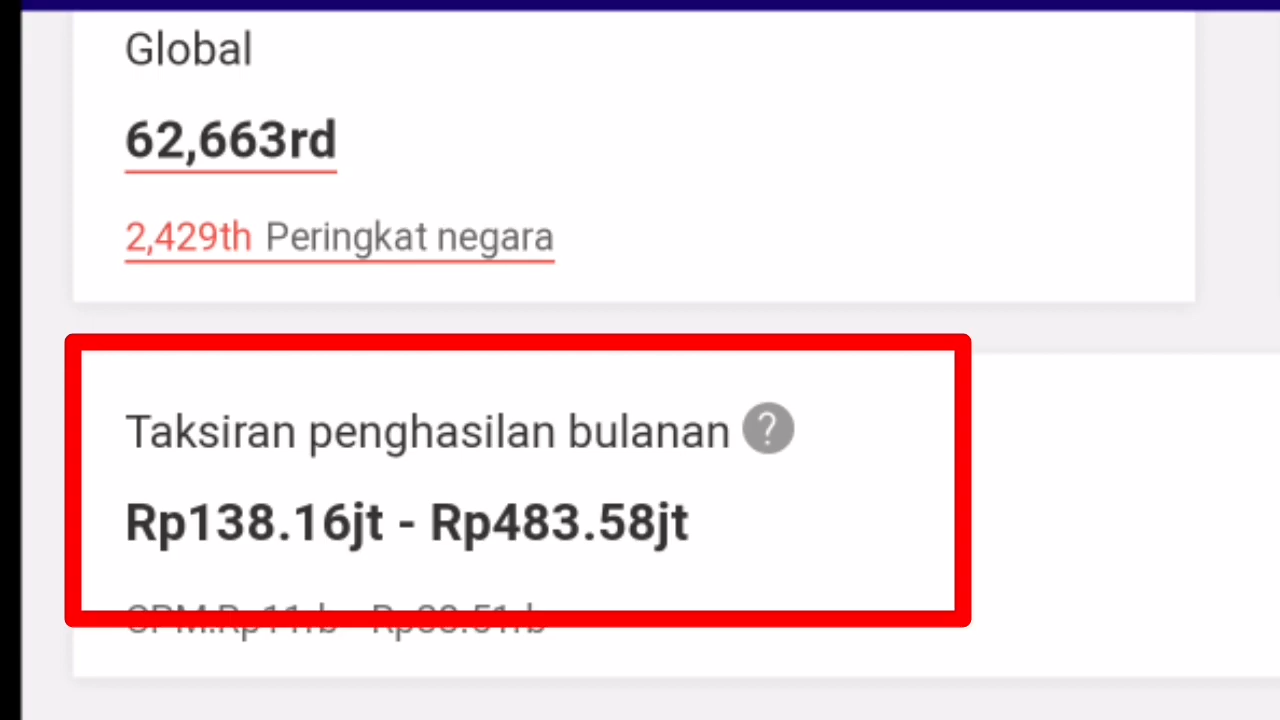 Global
62,663rd
2,429th Peringkat negara
Taksiran penghasilan bulanan ?
Rp138.16jt - Rp483.58jt